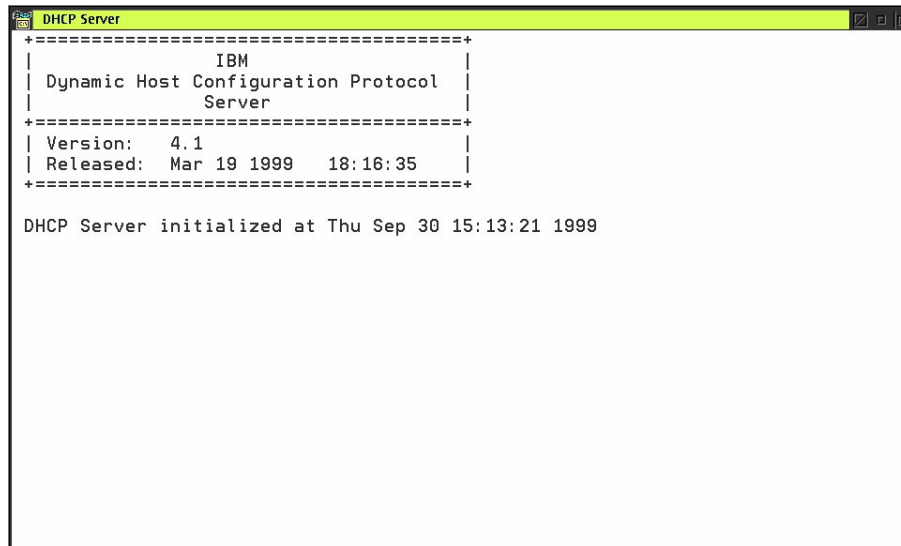 DHCP Server
+======================================+
| IBM |
| Dynamic Host Configuration Protocol |
| Server |
+======================================+
| Version: 4.1 |
| Released: Mar 19 1999 18:16:35 |
+======================================+
DHCP Server initialized at Thu Sep 30 15:13:21 1999